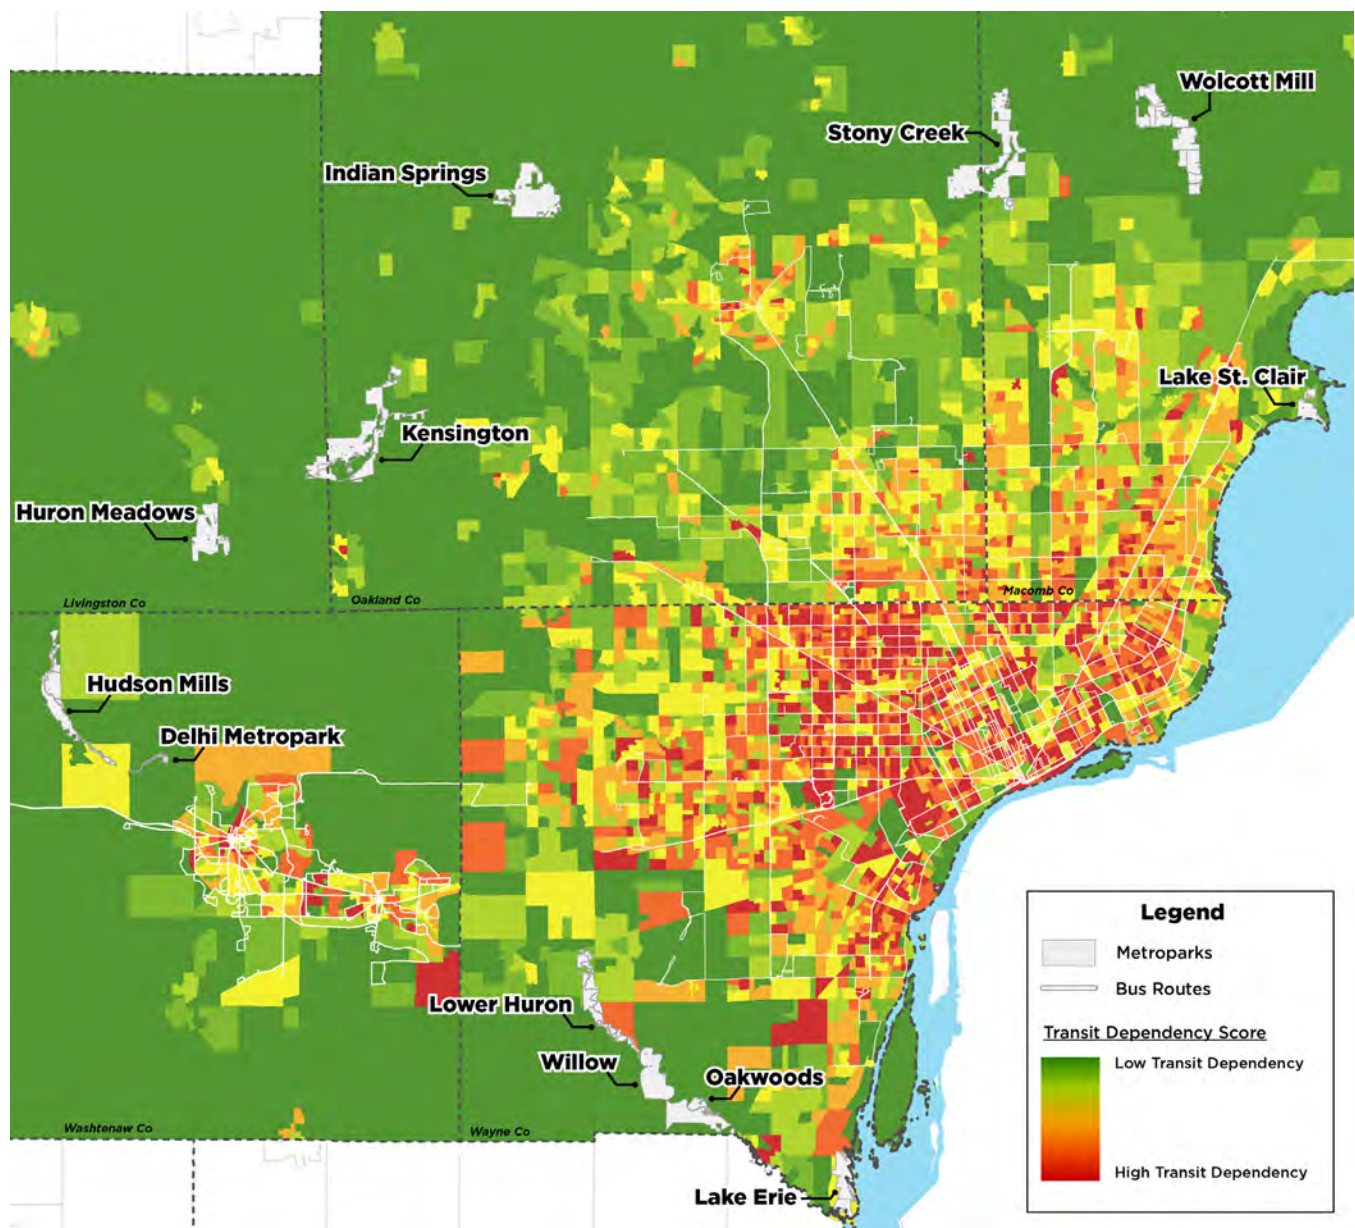 Wolcott Mill
Stony Creek
Indian Springs
Lake St. Clair
Kensington
Huron Meadows
Livingston Co
Oakland Co
Macomb Co
Hudson Mills
Delhi Metropark
Lower Huron
Willow
Oakwoods
Washtenaw Co
Wayne Co
Lake Erie
Legend
Metroparks
Bus Routes
Transit Dependency Score
Low Transit Dependency
High Transit Dependency